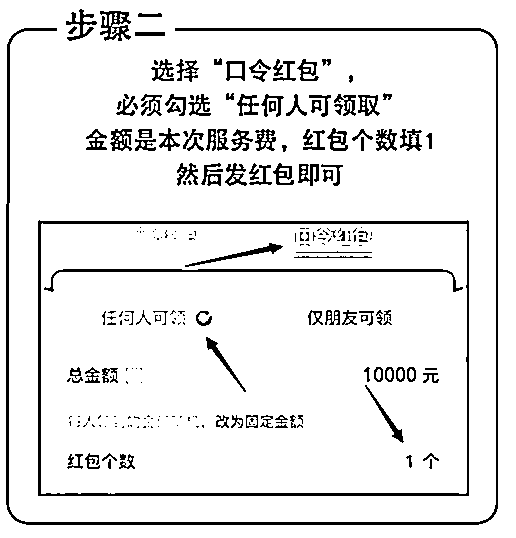 步骤二
选择“口令红包”，
必须勾选“任何人可领取”
金额是本次服务费，红包个数填1
然后发红包即可
口令红包
任何人可领
仅朋友可领
总金额
10000 元
改为固定金额
红包个数
1 个